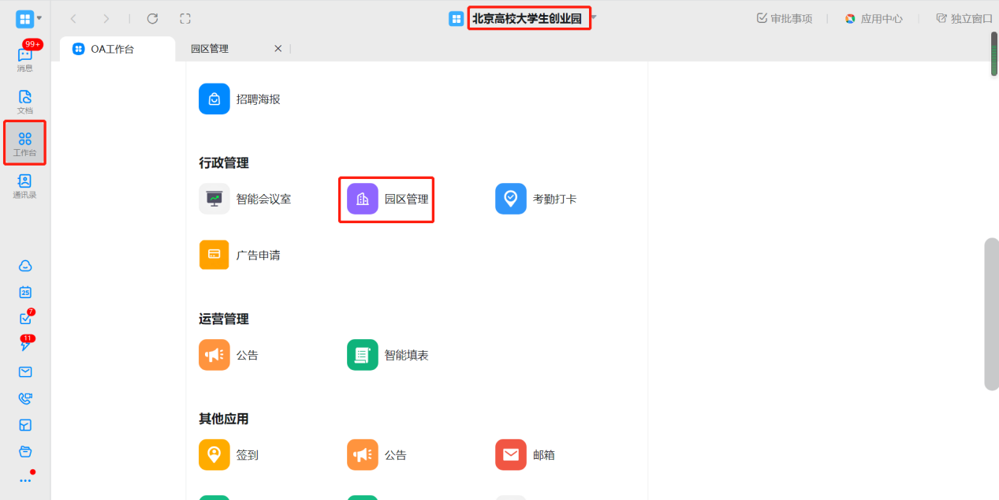 北京高校大学生创业园
审批事项
应用中心
独立窗口
OA工作台
园区管理
99+
消息
文档
工作台
通讯录
25
7
11
招聘海报
行政管理
智能会议室
园区管理
考勤打卡
广告申请
运营管理
公告
智能填表
其他应用
签到
公告
邮箱